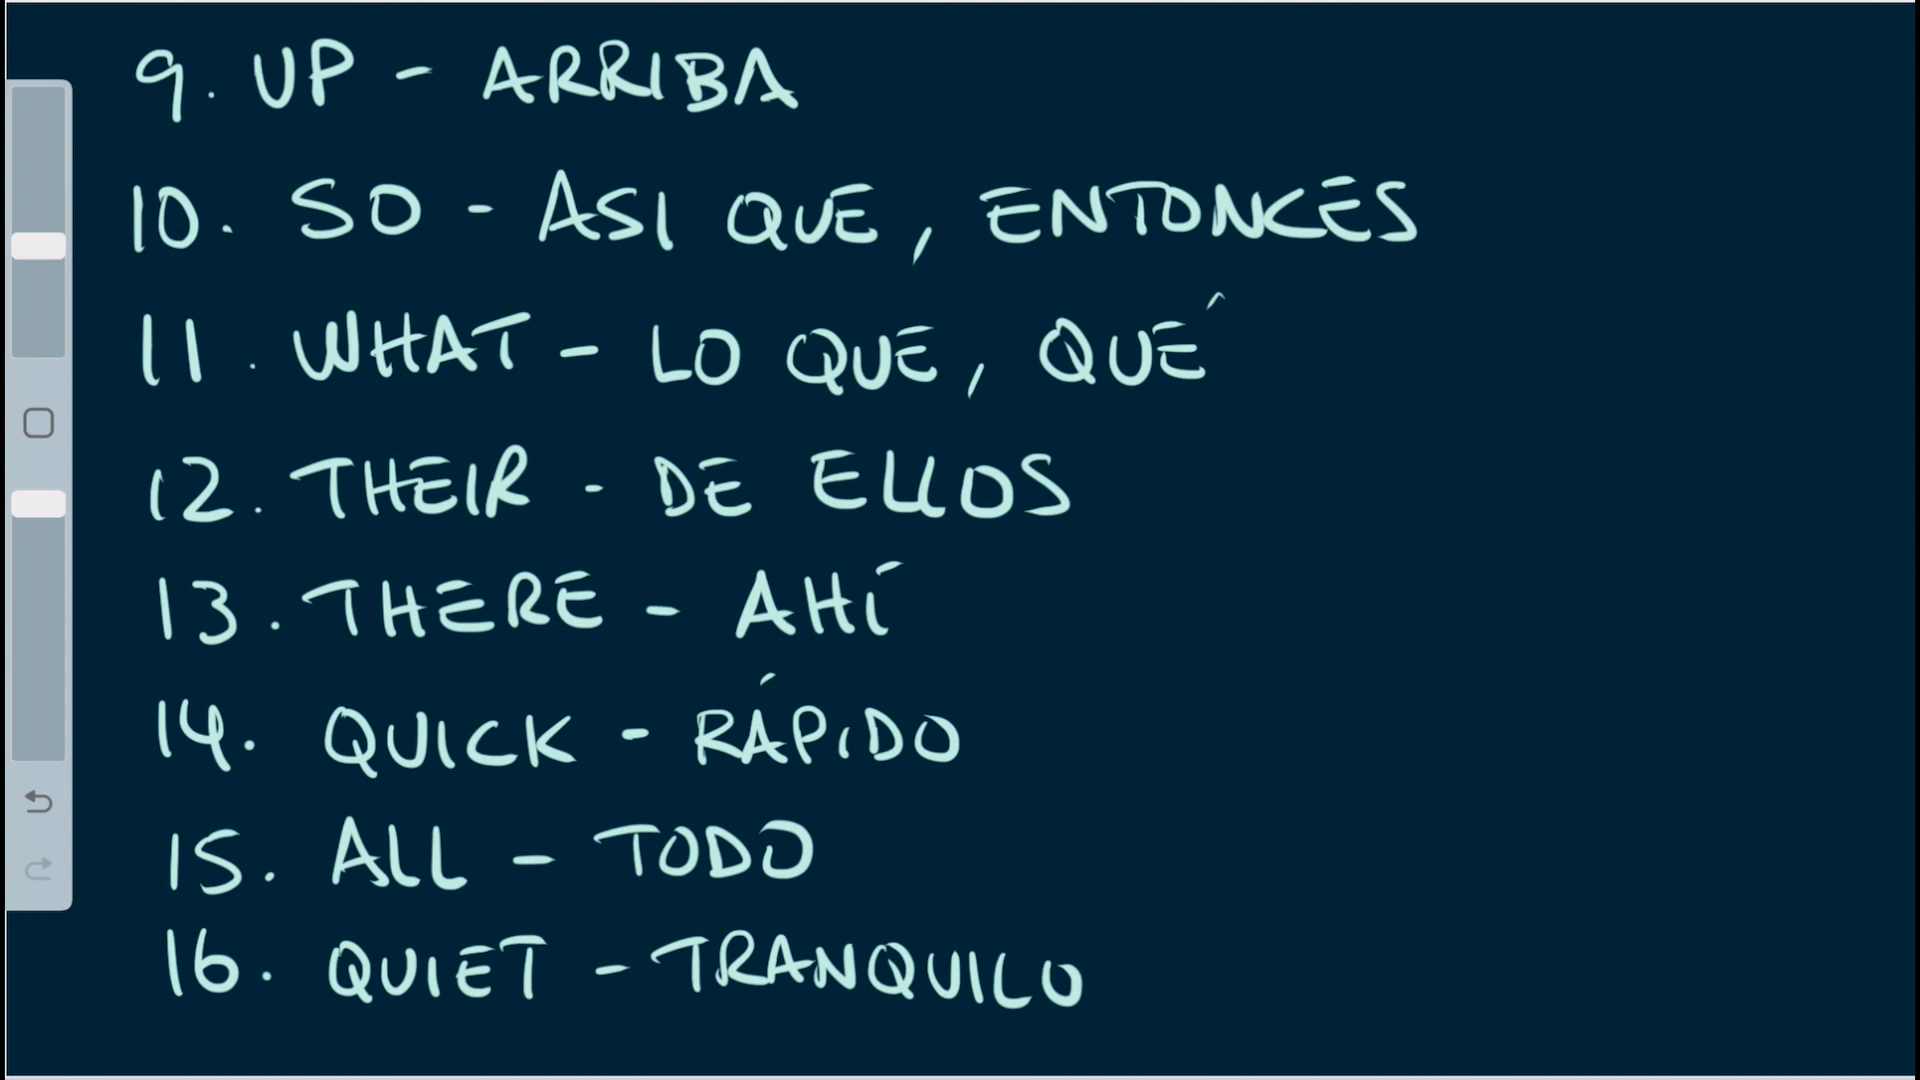 9. UP - ARRIBA
10. SO - ASI QUE, ENTONCES
11. WHAT - LO QUE, QUÉ
12. THEIR - DE ELLOS
13. THERE - AHÍ
14. QUICK - RÁPIDO
15. ALL - TODO
16. QUIET - TRANQUILO